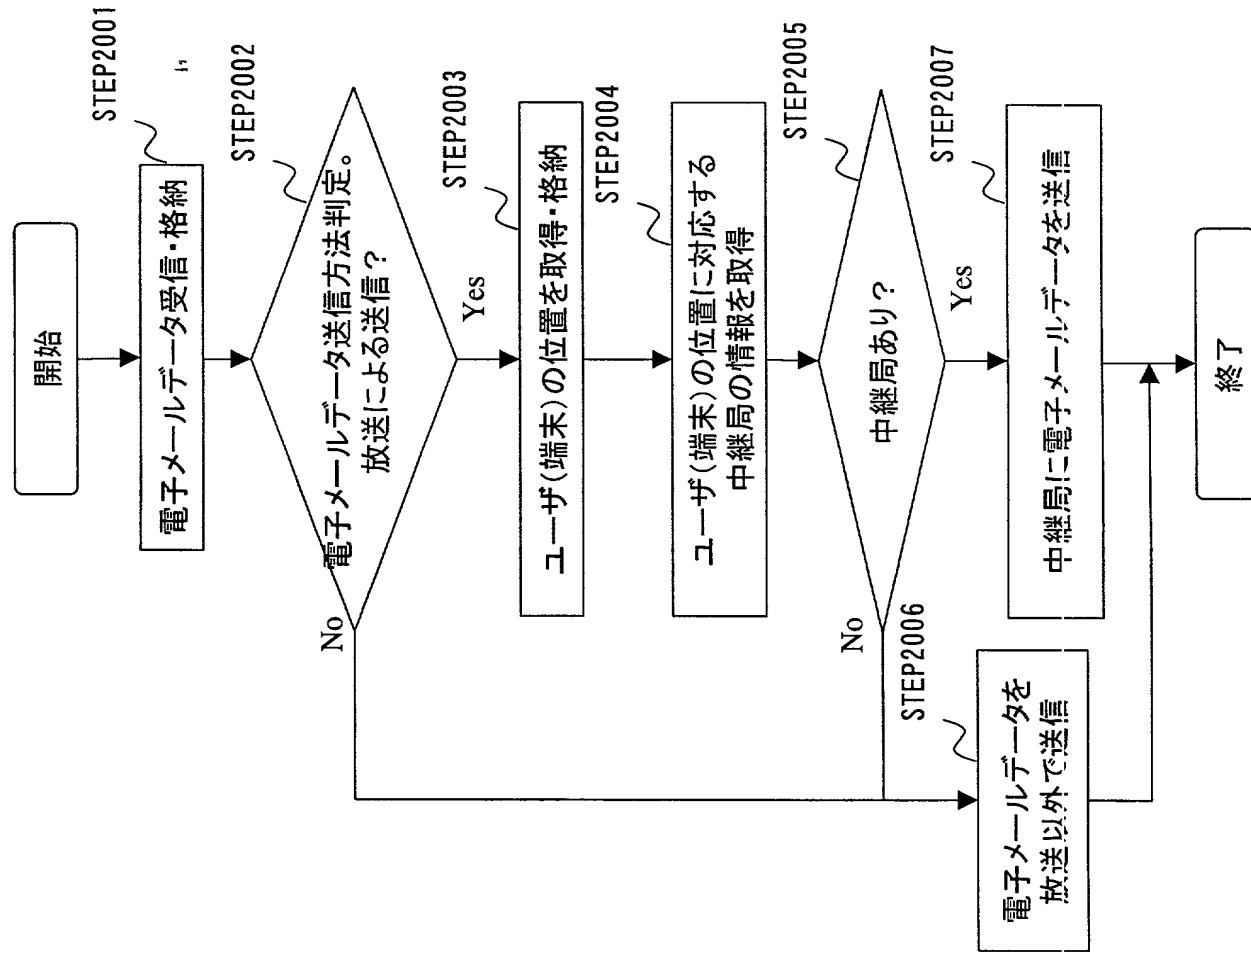 開始
STEP2001
電子メールデータ受信・格納
STEP2002
電子メールデータ送信方法判定。
放送による送信？
No
Yes
STEP2003
ユーザ(端末)の位置を取得・格納
STEP2004
ユーザ(端末)の位置に対応する
中継局の情報を取得
STEP2005
中継局あり？
No
Yes
STEP2006
電子メールデータを
放送以外で送信
STEP2007
中継局に電子メールデータを送信
終了